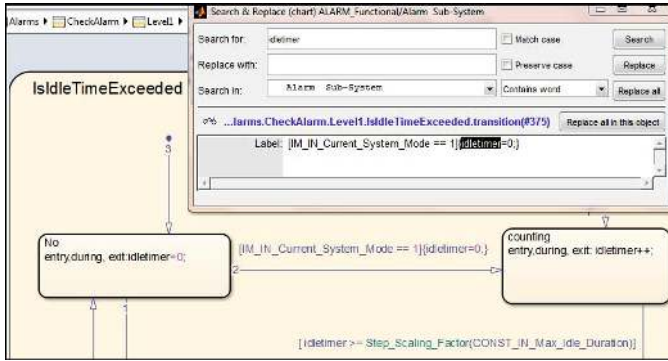 Alarms ▸ CheckAlarm ▸ Level1 ▸
Search & Replace (chart) ALARM_Functional/Alarm Sub-System
Search for: idletimer Match case Search
Replace with: Preserve case Replace
Search in: Alarm Sub-System Contains word Replace all
...larms.CheckAlarm.Level1.IsIdleTimeExceeded.transition(#375) Replace all in this object
Label: [IM_IN_Current_System_Mode == 1]{idletimer=0;}
IsIdleTimeExceeded
3
No
entry,during, exit:idletimer=0;
[IM_IN_Current_System_Mode == 1]{idletimer=0;}
2
counting
entry,during, exit: idletimer++;
1
[ idletimer >= Step_Scaling_Factor(CONST_IN_Max_Idle_Duration)]